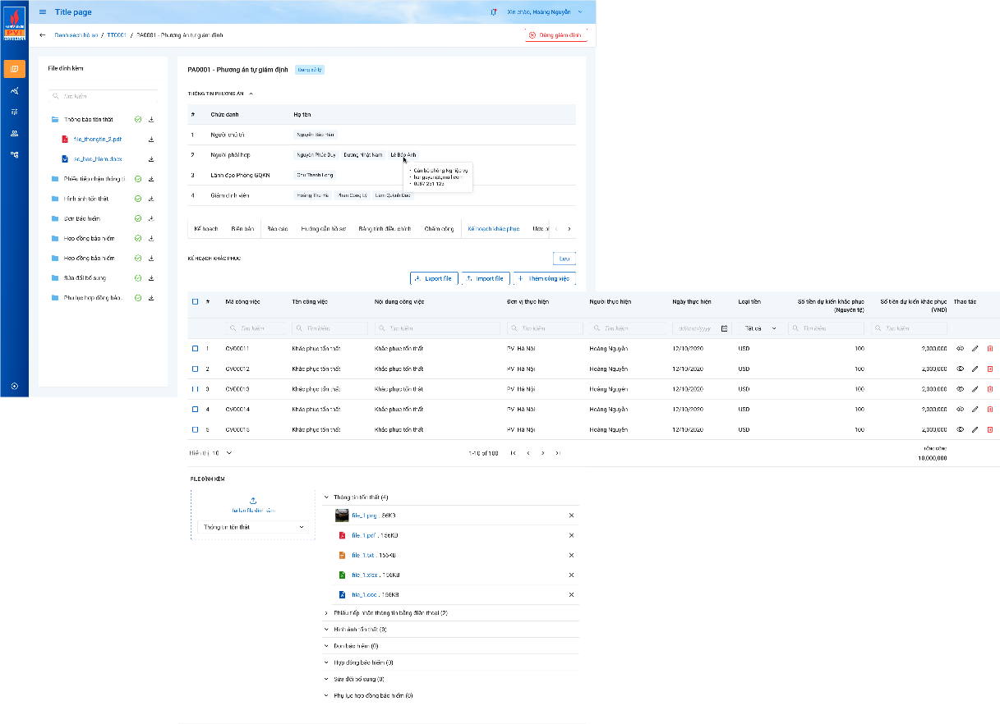 Title page
Xin chào, Hoàng Nguyễn
PVI
Danh sách hồ sơ / TT0001 / PA0001 - Phương án tự giám định
Dừng giám định
File đính kèm
Tìm kiếm
Thông báo tổn thất
file_thongtin_2.pdf
so_bao_hiem.docx
Phiếu tiếp nhận thông ti
Hình ảnh tổn thất
Đơn Bảo hiểm
Hợp đồng bảo hiểm
Hợp đồng bảo hiểm
Sửa đổi bổ sung
Phụ lục hợp đồng bảo...
PA0001 - Phương án tự giám định Đang xử lý
THÔNG TIN PHƯƠNG ÁN
# Chức danh Họ tên
1 Người chủ trì Nguyễn Bảo Hân
2 Người phối hợp Nguyễn Phúc Duy Dương Nhật Nam Lê Bảo Anh
• Cán bộ phòng Nghiệp vụ
• hanguyen@gmail.com
• 0987 231 123
3 Lãnh đạo Phòng GQKN Chu Thanh Long
4 Giám định viên Hoàng Thu Hà Phan Công Lý Lâm Quỳnh Dao
Kế hoạch Biên bản Báo cáo Hướng dẫn hồ sơ Bảng tính điều chỉnh Chấm công Kế hoạch khắc phục
KẾ HOẠCH KHẮC PHỤC Lưu
Export file Import file Thêm công việc
# Mã công việc Tên công việc Nội dung công việc Đơn vị thực hiện Người thực hiện Ngày thực hiện Loại tiền Số tiền dự kiến khắc phục (Nguyên tệ) Số tiền dự kiến khắc phục (VND) Thao tác
Tìm kiếm Tìm kiếm Tìm kiếm Tìm kiếm Tìm kiếm dd/mm/yyyy Tất cả Tìm kiếm Tìm kiếm
1 CV00011 Khắc phục tổn thất Khắc phục tổn thất PVI Hà Nội Hoàng Nguyễn 12/10/2020 USD 100 2,000,000
2 CV00012 Khắc phục tổn thất Khắc phục tổn thất PVI Hà Nội Hoàng Nguyễn 12/10/2020 USD 100 2,000,000
3 CV00013 Khắc phục tổn thất Khắc phục tổn thất PVI Hà Nội Hoàng Nguyễn 12/10/2020 USD 100 2,000,000
4 CV00014 Khắc phục tổn thất Khắc phục tổn thất PVI Hà Nội Hoàng Nguyễn 12/10/2020 USD 100 2,000,000
5 CV00015 Khắc phục tổn thất Khắc phục tổn thất PVI Hà Nội Hoàng Nguyễn 12/10/2020 USD 100 2,000,000
Hiển thị 10 1-10 of 100 TỔNG CỘNG
10,000,000
FILE ĐÍNH KÈM
Tải lên file đính kèm
Thông tin tổn thất
Thông tin tổn thất (4)
file_1.png . 56KB
file_1.pdf . 156KB
file_1.txt . 156KB
file_1.xlsx . 156KB
file_1.doc . 156KB
Phiếu tiếp nhận thông tin bằng điện thoại (2)
Hình ảnh tổn thất (0)
Đơn bảo hiểm (0)
Hợp đồng bảo hiểm (0)
Sửa đổi bổ sung (0)
Phụ lục hợp đồng bảo hiểm (0)